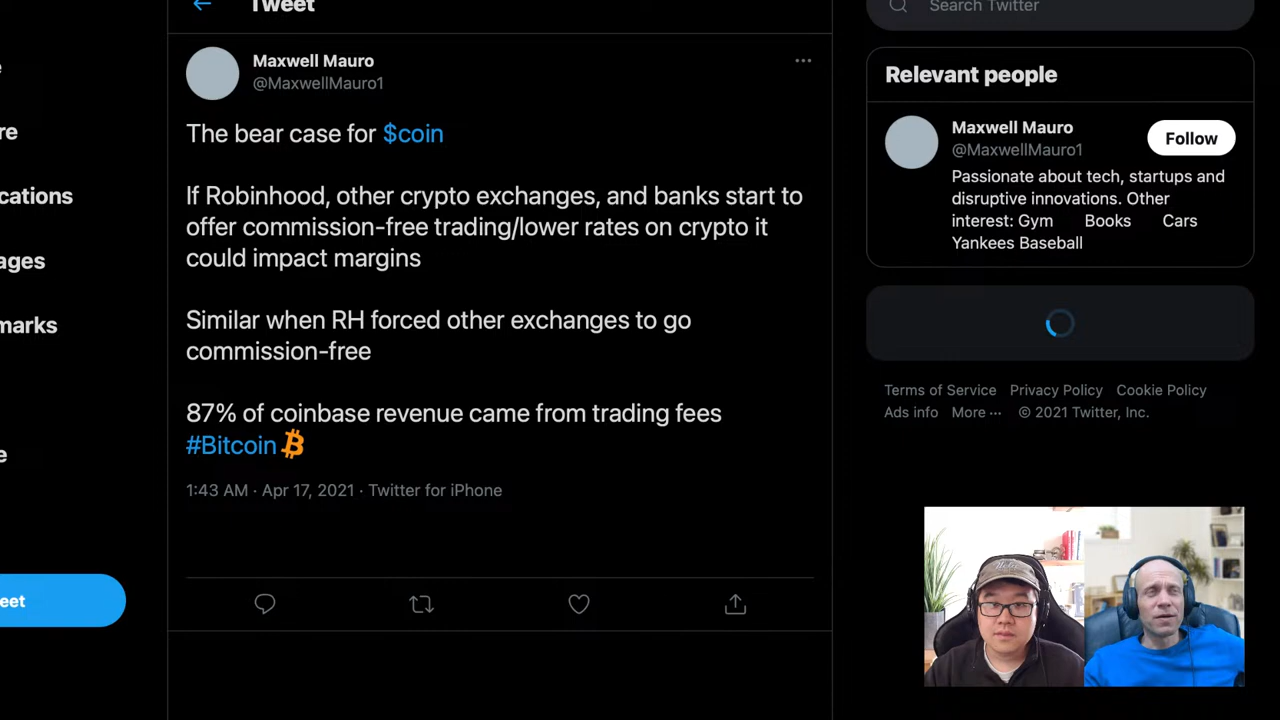 Tweet
Search Twitter
e
re
cations
ages
marks
e
eet
Maxwell Mauro
@MaxwellMauro1
The bear case for $coin
If Robinhood, other crypto exchanges, and banks start to
offer commission-free trading/lower rates on crypto it
could impact margins
Similar when RH forced other exchanges to go
commission-free
87% of coinbase revenue came from trading fees
#Bitcoin
1:43 AM · Apr 17, 2021 · Twitter for iPhone
Relevant people
Maxwell Mauro
@MaxwellMauro1
Follow
Passionate about tech, startups and
disruptive innovations. Other
interest: Gym Books Cars
Yankees Baseball
Terms of Service Privacy Policy Cookie Policy
Ads info More ··· © 2021 Twitter, Inc.